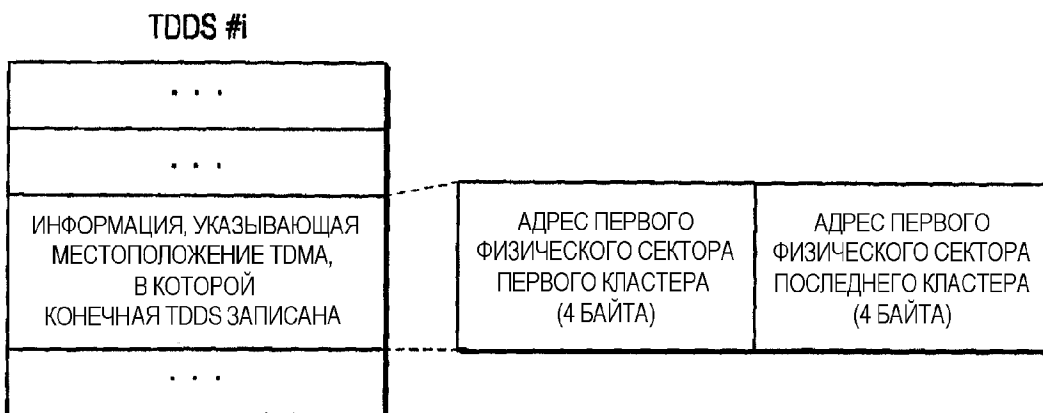 TDDS #i
. . .
. . .
ИНФОРМАЦИЯ, УКАЗЫВАЮЩАЯ
МЕСТОПОЛОЖЕНИЕ TDMA,
В КОТОРОЙ
КОНЕЧНАЯ TDDS ЗАПИСАНА
. . .
АДРЕС ПЕРВОГО
ФИЗИЧЕСКОГО СЕКТОРА
ПЕРВОГО КЛАСТЕРА
(4 БАЙТА)
АДРЕС ПЕРВОГО
ФИЗИЧЕСКОГО СЕКТОРА
ПОСЛЕДНЕГО КЛАСТЕРА
(4 БАЙТА)